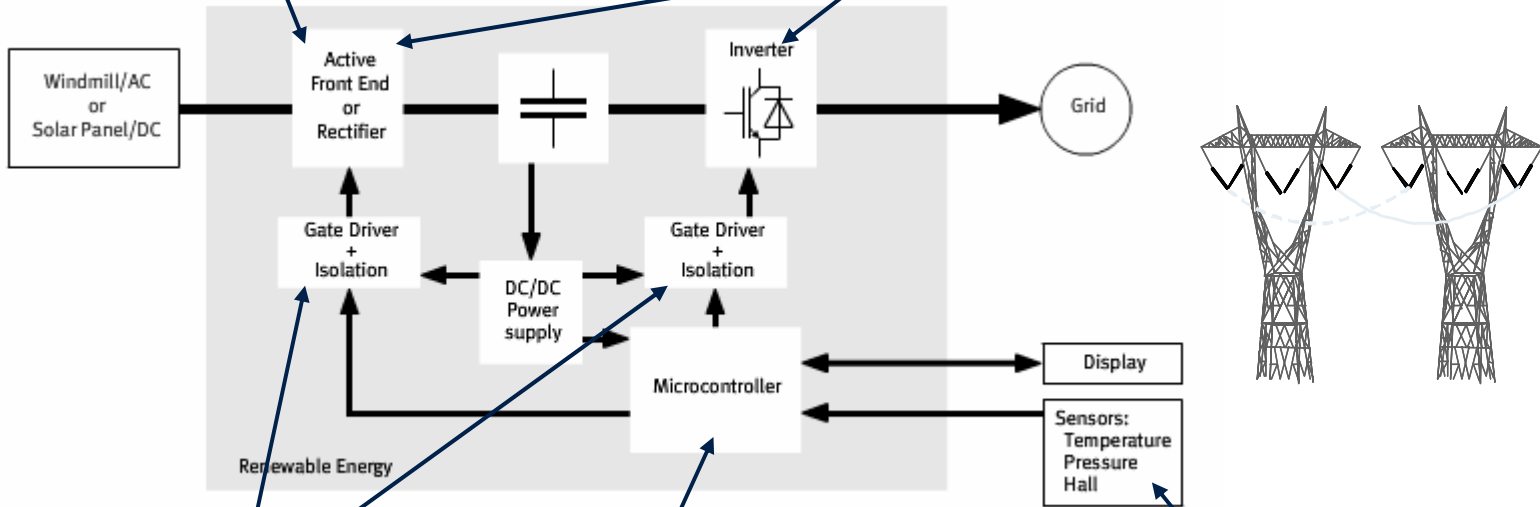 Windmill/AC
or
Solar Panel/DC
Active
Front End
or
Rectifier
Inverter
Grid
Gate Driver
+
Isolation
DC/DC
Power
supply
Gate Driver
+
Isolation
Microcontroller
Display
Sensors:
Temperature
Pressure
Hall
Renewable Energy